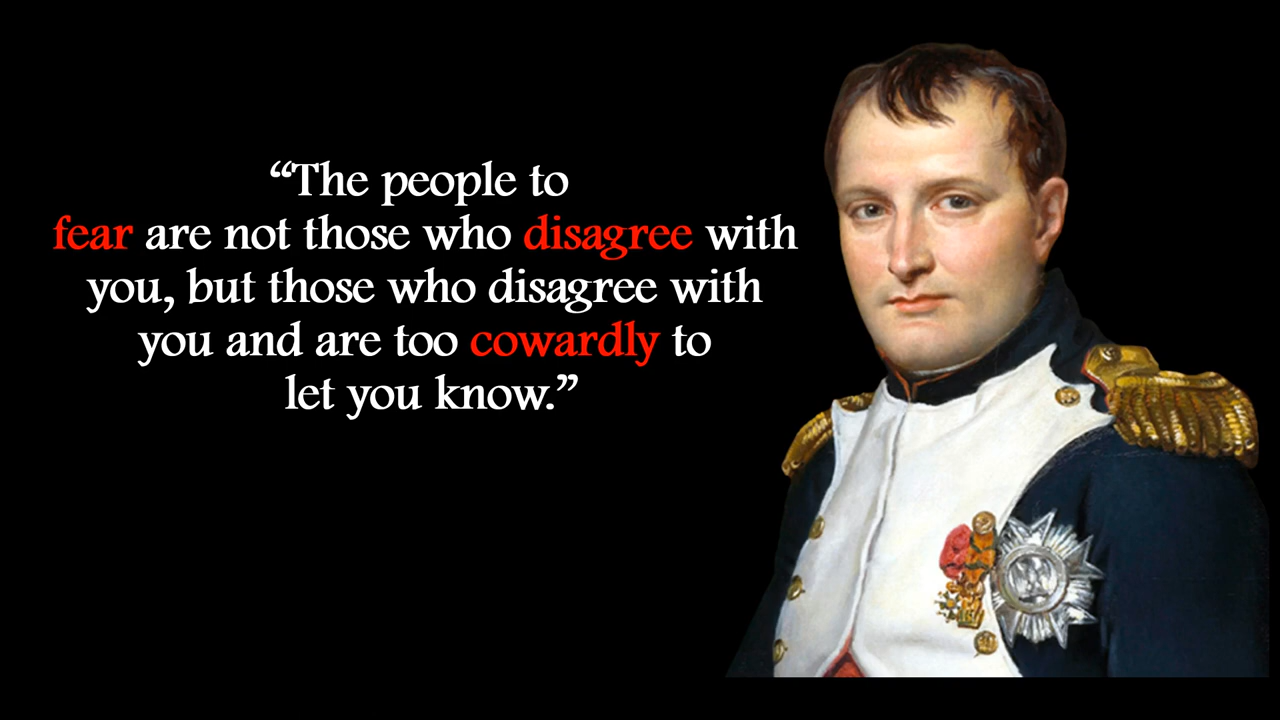 “The people to
fear are not those who disagree with
you, but those who disagree with
you and are too cowardly to
let you know.”